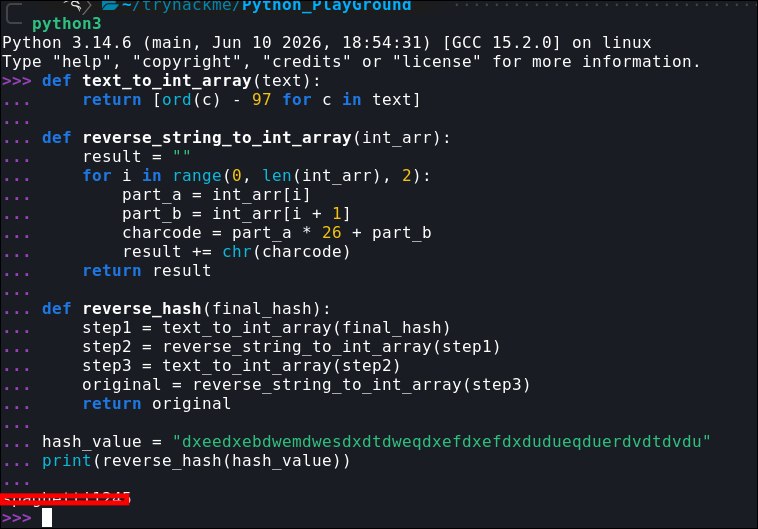 ~/tryhackme/Python_PlayGround
python3
Python 3.14.6 (main, Jun 10 2026, 18:54:31) [GCC 15.2.0] on linux
Type "help", "copyright", "credits" or "license" for more information.
>>> def text_to_int_array(text):
...     return [ord(c) - 97 for c in text]
...
... def reverse_string_to_int_array(int_arr):
...     result = ""
...     for i in range(0, len(int_arr), 2):
...         part_a = int_arr[i]
...         part_b = int_arr[i + 1]
...         charcode = part_a * 26 + part_b
...         result += chr(charcode)
...     return result
...
... def reverse_hash(final_hash):
...     step1 = text_to_int_array(final_hash)
...     step2 = reverse_string_to_int_array(step1)
...     step3 = text_to_int_array(step2)
...     original = reverse_string_to_int_array(step3)
...     return original
...
... hash_value = "dxeedxebdwemdwesdxdtdweqdxefdxefdxdudueqduerdvdtdvdu"
... print(reverse_hash(hash_value))
...
>>>